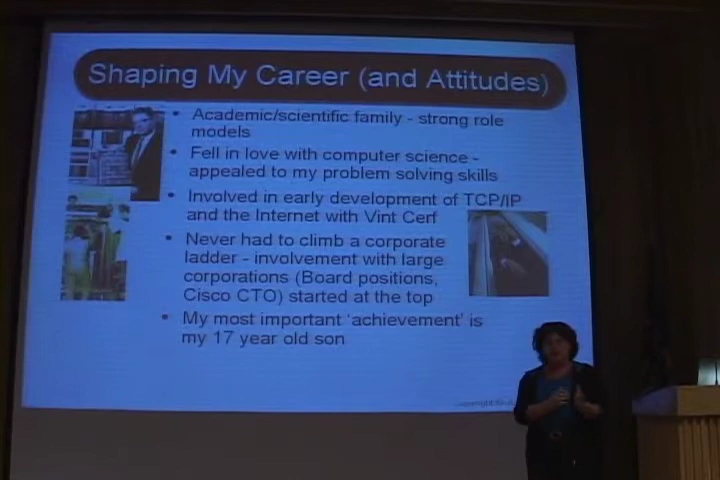 Shaping My Career (and Attitudes)
• Academic/scientific family - strong role
models
• Fell in love with computer science -
appealed to my problem solving skills
• Involved in early development of TCP/IP
and the Internet with Vint Cerf
• Never had to climb a corporate
ladder - involvement with large
corporations (Board positions,
Cisco CTO) started at the top
• My most important 'achievement' is
my 17 year old son